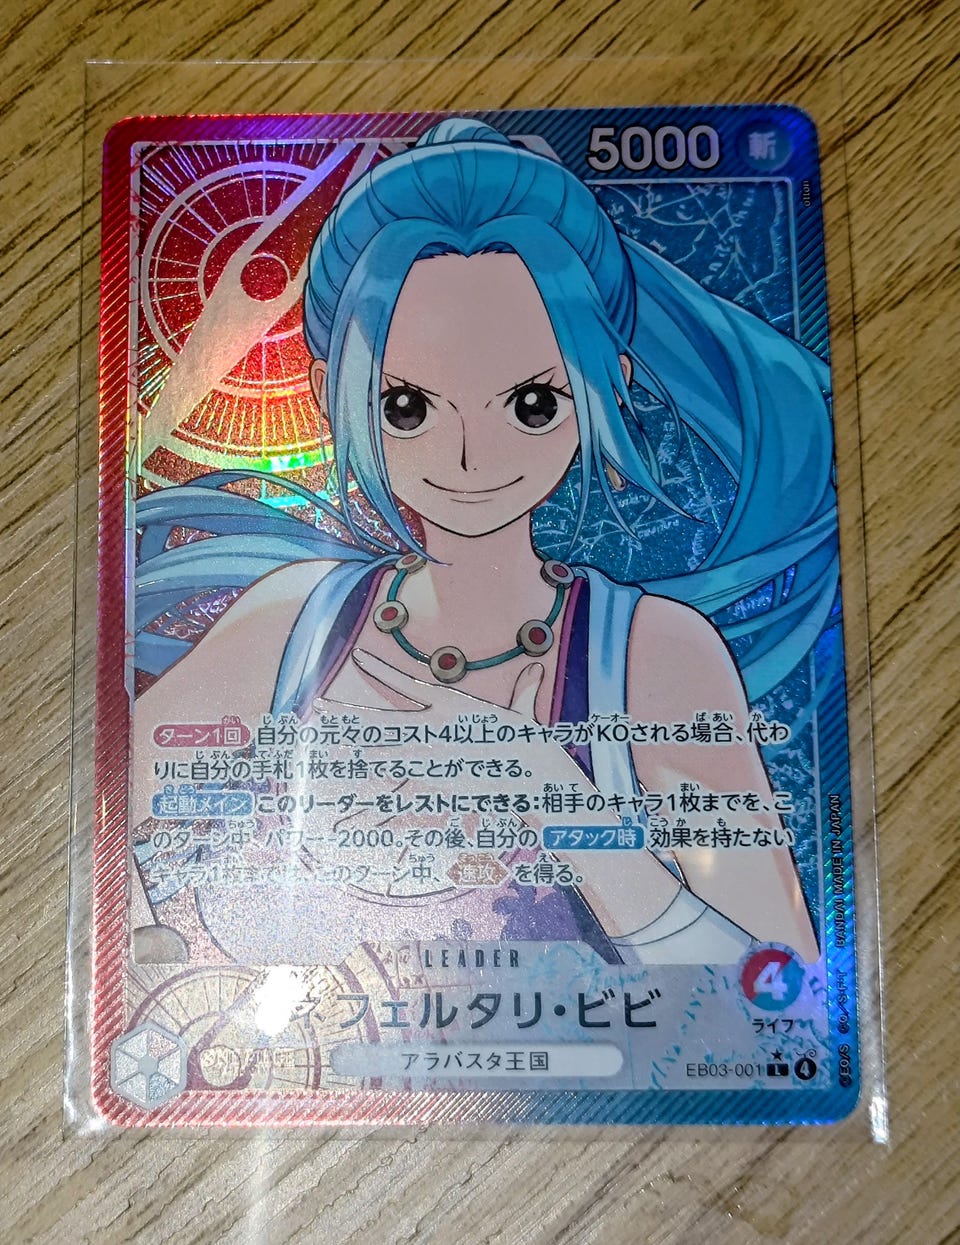 5000
斬
otton
ターン1回 自分の元々のコスト4以上のキャラがKOされる場合、代わ
りに自分の手札1枚を捨てることができる。
起動メイン このリーダーをレストにできる:相手のキャラ1枚までを、こ
のターン中、パワー-2000。その後、自分の アタック時 効果を持たない
キャラ1枚までは、このターン中、 速攻 を得る。
LEADER
ネフェルタリ・ビビ
アラバスタ王国
4
ライフ
EB03-001 L 4
BANDAI MADE IN JAPAN